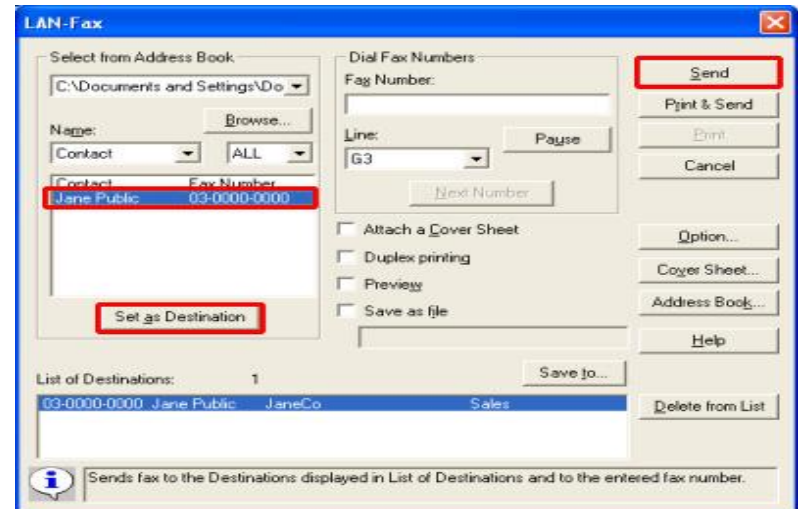 LAN-Fax
Select from Address Book
C:\Documents and Settings\Do
Browse...
Name:
Contact
ALL
Contact Fax Number
Jane Public 03-0000-0000
Set as Destination
Dial Fax Numbers
Fax Number:
Line:
Pause
G3
Next Number
Attach a Cover Sheet
Duplex printing
Preview
Save as file
Send
Print & Send
Print
Cancel
Option...
Cover Sheet...
Address Book...
Help
List of Destinations: 1
Save to...
03-0000-0000 Jane Public JaneCo Sales
Delete from List
Sends fax to the Destinations displayed in List of Destinations and to the entered fax number.